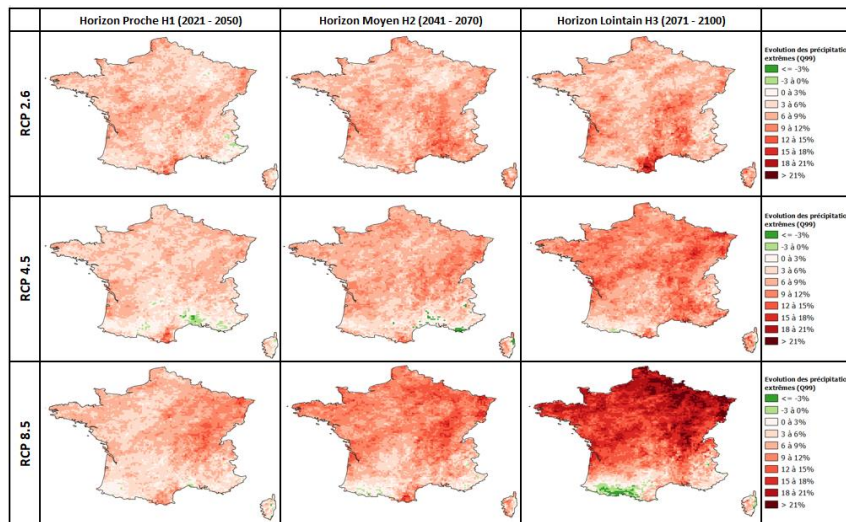 Horizon Proche H1 (2021 - 2050)
Horizon Moyen H2 (2041 - 2070)
Horizon Lointain H3 (2071 - 2100)
RCP 2.6
Evolution des précipitatio
extrêmes (Q99)
<= -3%
-3 à 0%
0 à 3%
3 à 6%
6 à 9%
9 à 12%
12 à 15%
15 à 18%
18 à 21%
> 21%
RCP 4.5
Evolution des précipitatio
extrêmes (Q99)
<= -3%
-3 à 0%
0 à 3%
3 à 6%
6 à 9%
9 à 12%
12 à 15%
15 à 18%
18 à 21%
> 21%
RCP 8.5
Evolution des précipitatio
extrêmes (Q99)
<= -3%
-3 à 0%
0 à 3%
3 à 6%
6 à 9%
9 à 12%
12 à 15%
15 à 18%
18 à 21%
> 21%